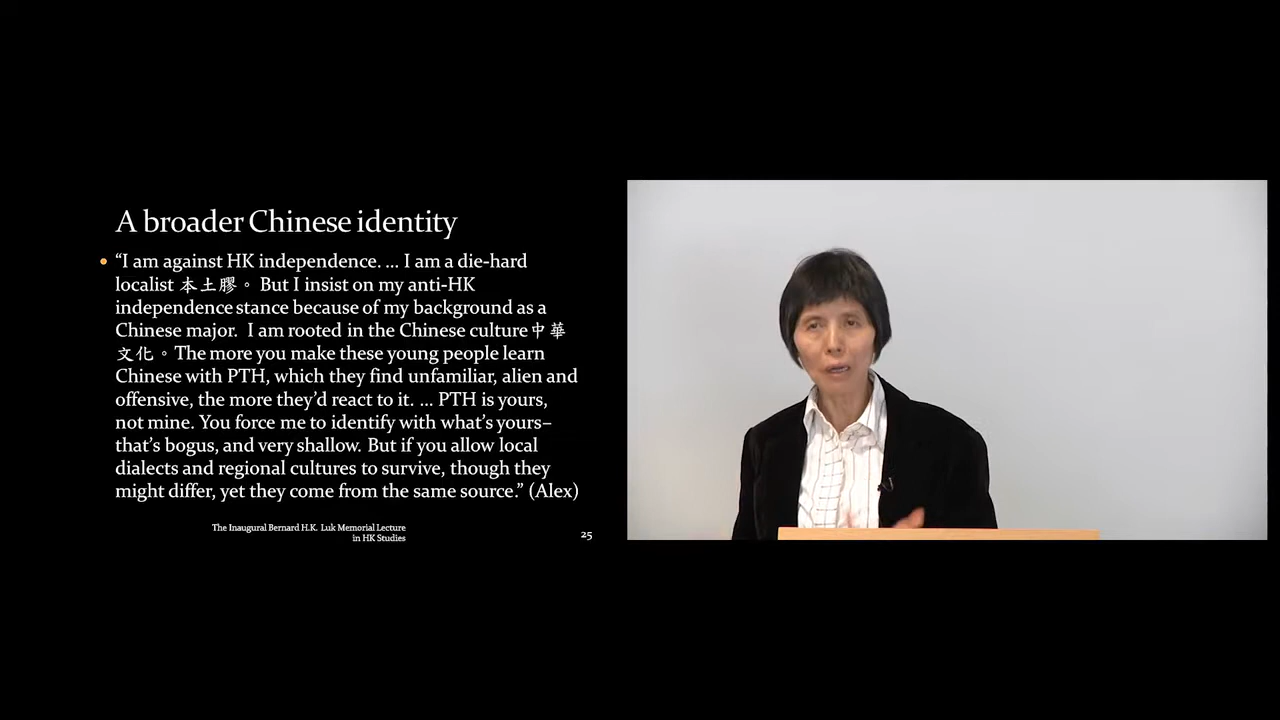 A broader Chinese identity
“I am against HK independence. ... I am a die-hard
localist 本土膠。 But I insist on my anti-HK
independence stance because of my background as a
Chinese major.  I am rooted in the Chinese culture 中華
文化。The more you make these young people learn
Chinese with PTH, which they find unfamiliar, alien and
offensive, the more they’d react to it. ... PTH is yours,
not mine. You force me to identify with what’s yours–
that’s bogus, and very shallow. But if you allow local
dialects and regional cultures to survive, though they
might differ, yet they come from the same source.” (Alex)
The Inaugural Bernard H.K. Luk Memorial Lecture
in HK Studies
25